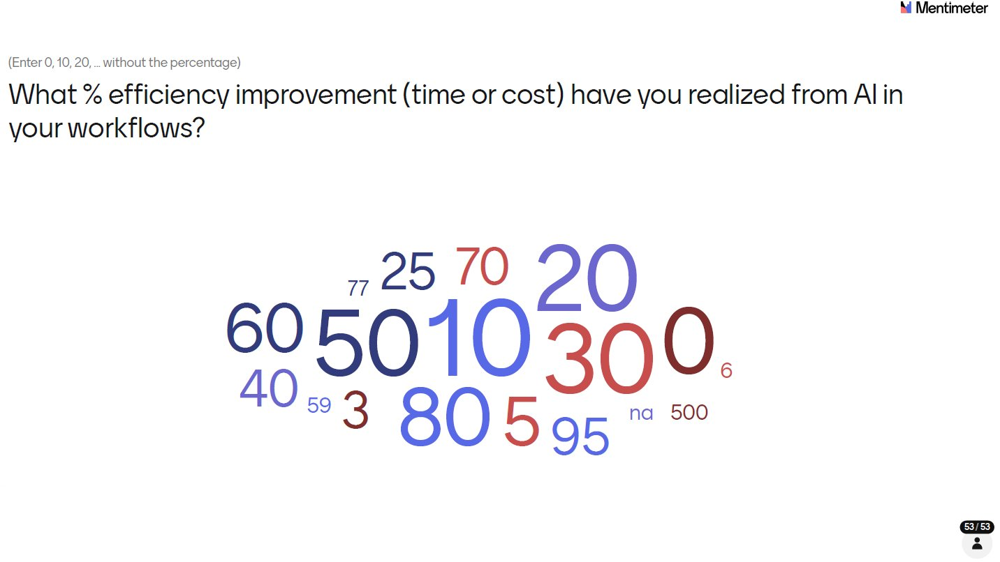 Mentimeter
(Enter 0, 10, 20, ... without the percentage)
What % efficiency improvement (time or cost) have you realized from AI in
your workflows?
77 25 70 20
60 50 10 30 0 6
40 59 3 80 5 95 na 500
53 / 53